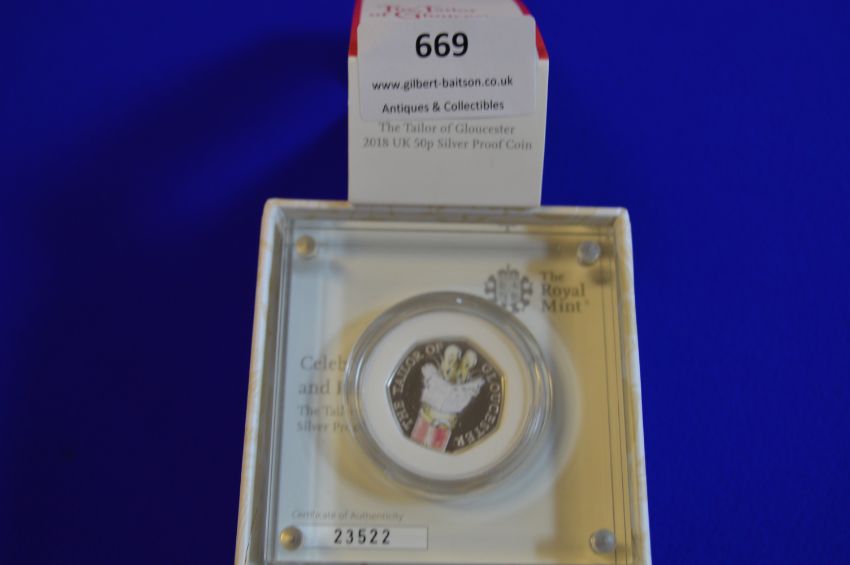 The Tailor
of Glouces
669
www.gilbert-baitson.co.uk
Antiques & Collectibles
The Tailor of Gloucester
2018 UK 50p Silver Proof Coin
The
Royal
Mint
THE TAILOR OF GLOUCESTER
Celeb
and
The Tail
Silver Pro
Certificate of Authenticity
23522